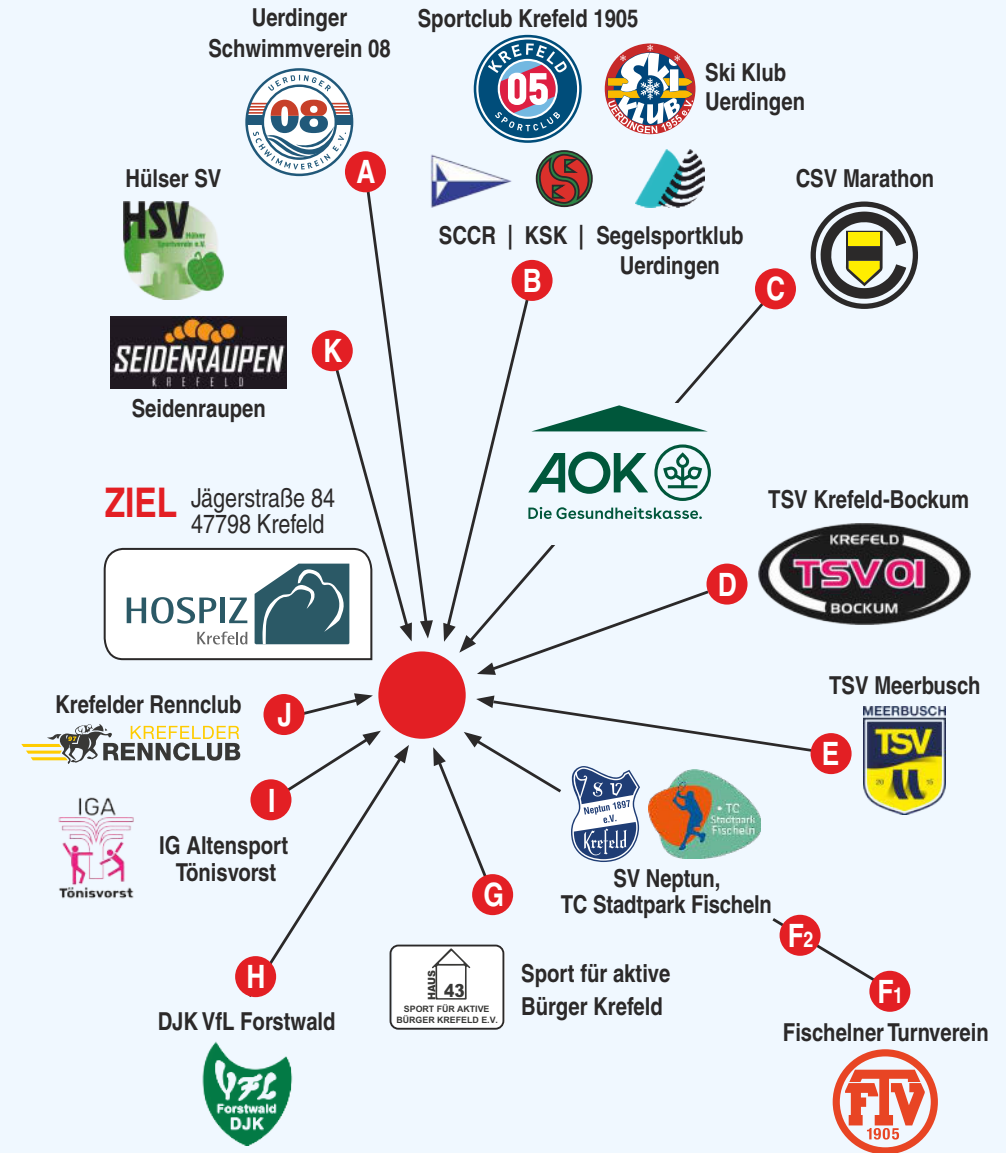 Uerdinger
Schwimmverein 08
UERDINGER
08
SCHWIMMVEREIN E.V.
A
Sportclub Krefeld 1905
KREFELD
05
SPORTCLUB
Ski
KLUB
UERDINGEN 1955 e.V.
Ski Klub
Uerdingen
SCCR | KSK | Segelsportklub
Uerdingen
B
CSV Marathon
C
Hülser SV
HSV
Hülser
Sportverein e.V.
SEIDENRAUPEN
KREFELD
Seidenraupen
K
AOK
Die Gesundheitskasse.
ZIEL Jägerstraße 84
47798 Krefeld
HOSPIZ
Krefeld
TSV Krefeld-Bockum
KREFELD
TSV 01
BOCKUM
D
Krefelder Rennclub
'97
KREFELDER
RENNCLUB
J
TSV Meerbusch
MEERBUSCH
TSV
E
IGA
Tönisvorst
I
IG Altensport
Tönisvorst
SV
Neptun 1897
e.V.
Krefeld
• TC
Stadtpark
Fischeln
SV Neptun,
TC Stadtpark Fischeln
F2
F1
G
HAUS
43
SPORT FÜR AKTIVE
BÜRGER KREFELD E.V.
Sport für aktive
Bürger Krefeld
H
DJK VfL Forstwald
VFL
Forstwald
DJK
Fischelner Turnverein
FTV
1905